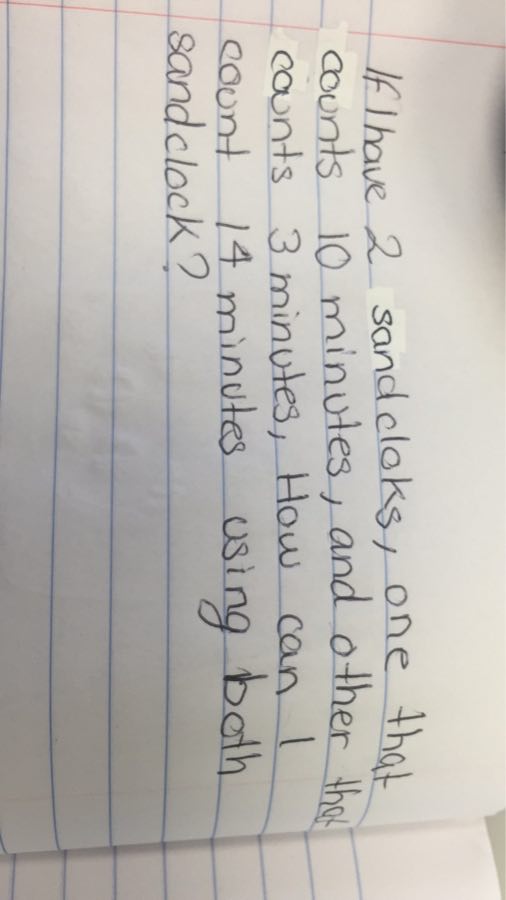 If I have 2 sandcloks, one that
counts 10 minutes, and other that
counts 3 minutes, How can I
count 14 minutes using both
sandclock?